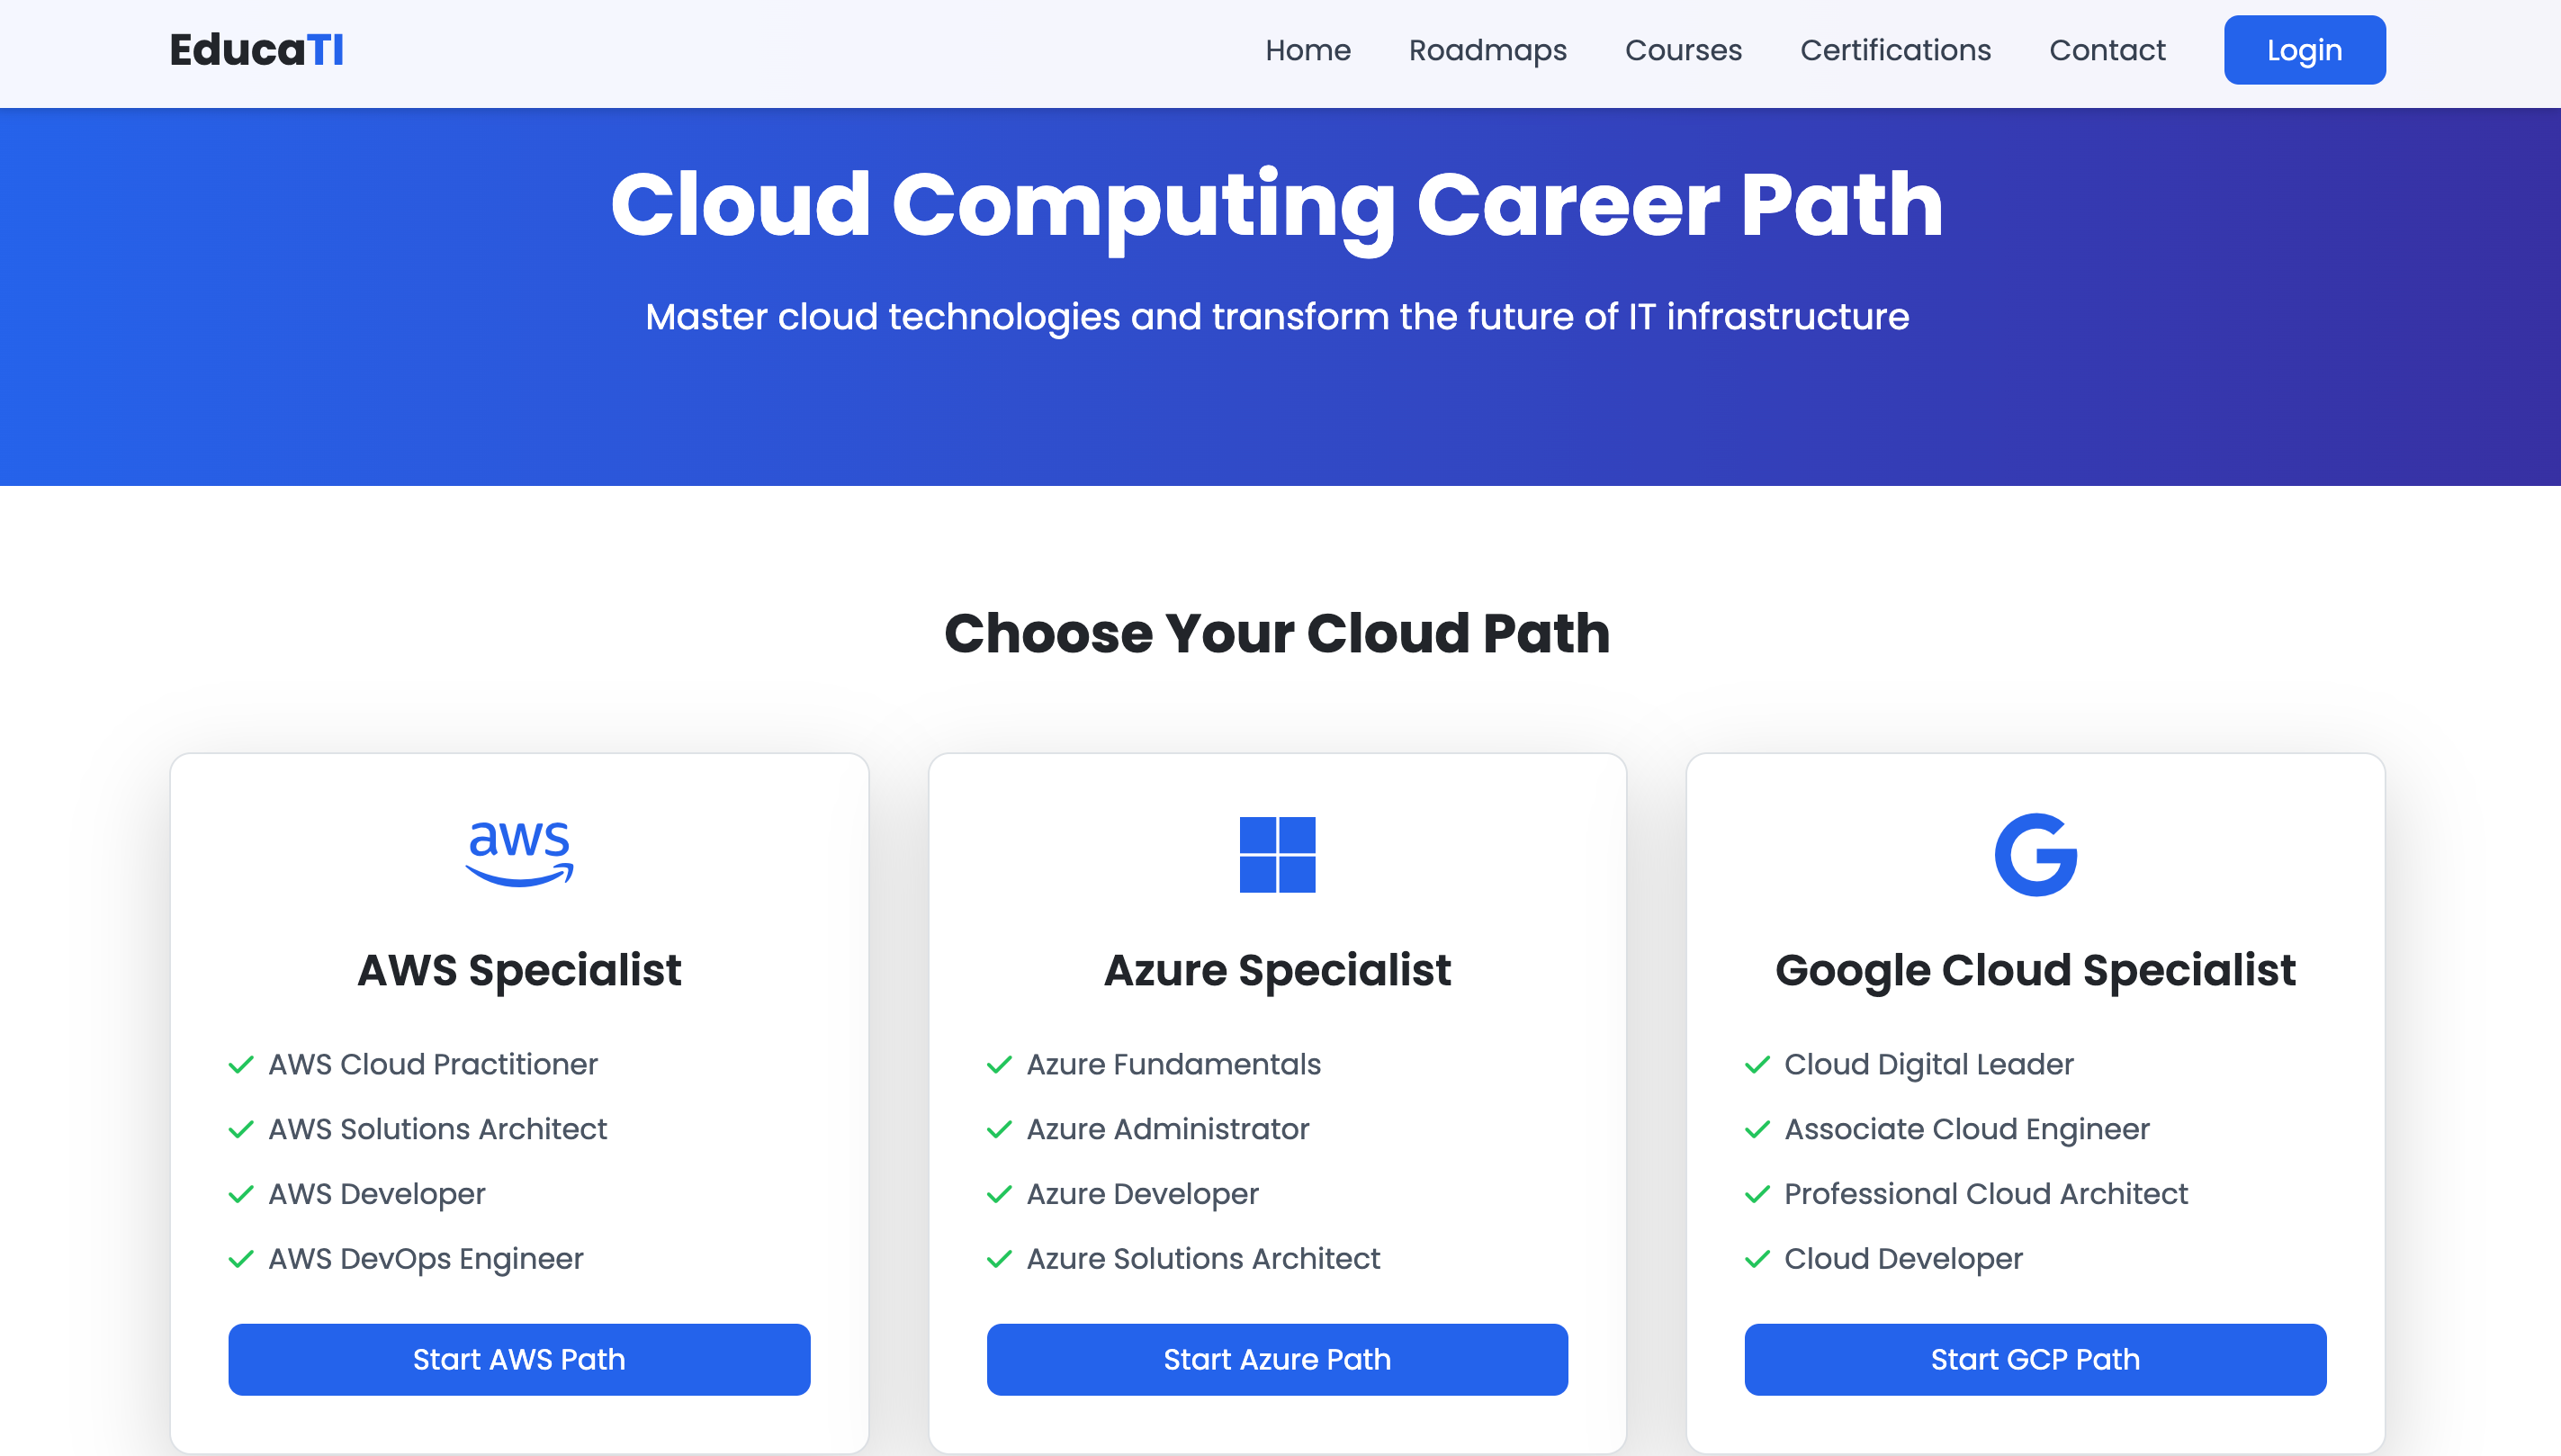 EducaTI
Home
Roadmaps
Courses
Certifications
Contact
Login
Cloud Computing Career Path
Master cloud technologies and transform the future of IT infrastructure
Choose Your Cloud Path
aws
AWS Specialist
AWS Cloud Practitioner
AWS Solutions Architect
AWS Developer
AWS DevOps Engineer
Start AWS Path
Azure Specialist
Azure Fundamentals
Azure Administrator
Azure Developer
Azure Solutions Architect
Start Azure Path
G
Google Cloud Specialist
Cloud Digital Leader
Associate Cloud Engineer
Professional Cloud Architect
Cloud Developer
Start GCP Path